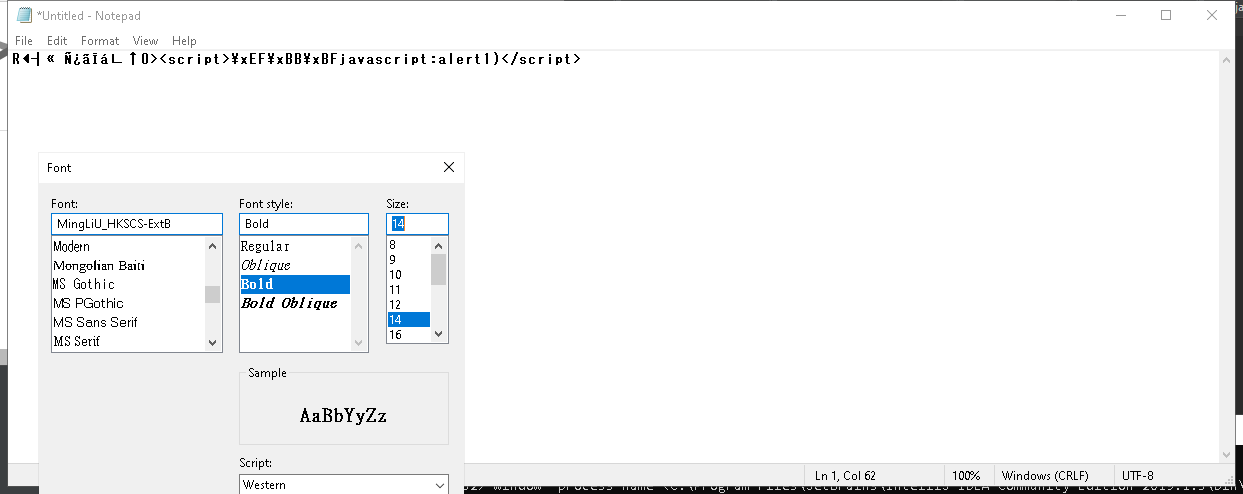 *Untitled - Notepad
File Edit Format View Help
R◄┤« Ñ¿ãÏá∟↑O><script>¥xEF¥xBB¥xBFjavascript:alert1)</script>
Font
Font: Font style: Size:
MingLiU_HKSCS-ExtB Bold 14
Modern Regular 8
Mongolian Baiti Oblique 9
MS Gothic Bold 10
MS PGothic Bold Oblique 11
MS Sans Serif 12
MS Serif 14
16
Sample
AaBbYyZz
Script:
Western
Ln 1, Col 62 100% Windows (CRLF) UTF-8